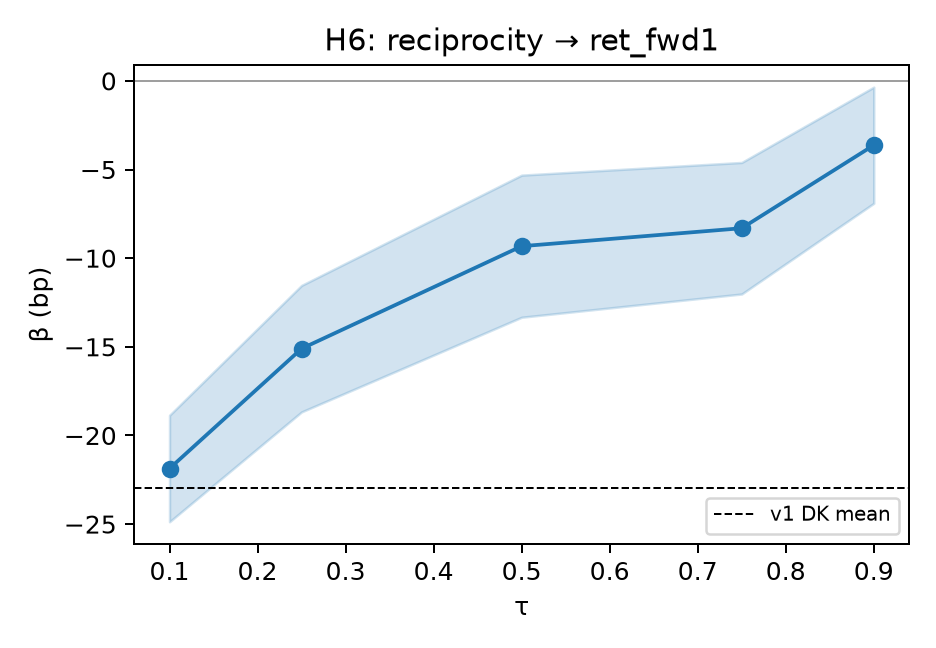 H6: reciprocity → ret_fwd1
β (bp)
0
−5
−10
−15
−20
−25
v1 DK mean
0.1 0.2 0.3 0.4 0.5 0.6 0.7 0.8 0.9
τ